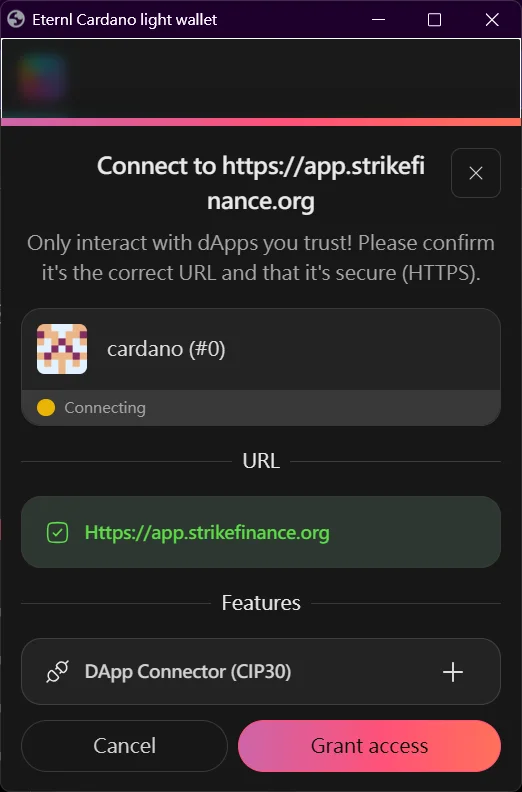 Eternl Cardano light wallet
Connect to https://app.strikefi
nance.org
Only interact with dApps you trust! Please confirm
it's the correct URL and that it's secure (HTTPS).
cardano (#0)
Connecting
URL
Https://app.strikefinance.org
Features
DApp Connector (CIP30)
Cancel
Grant access